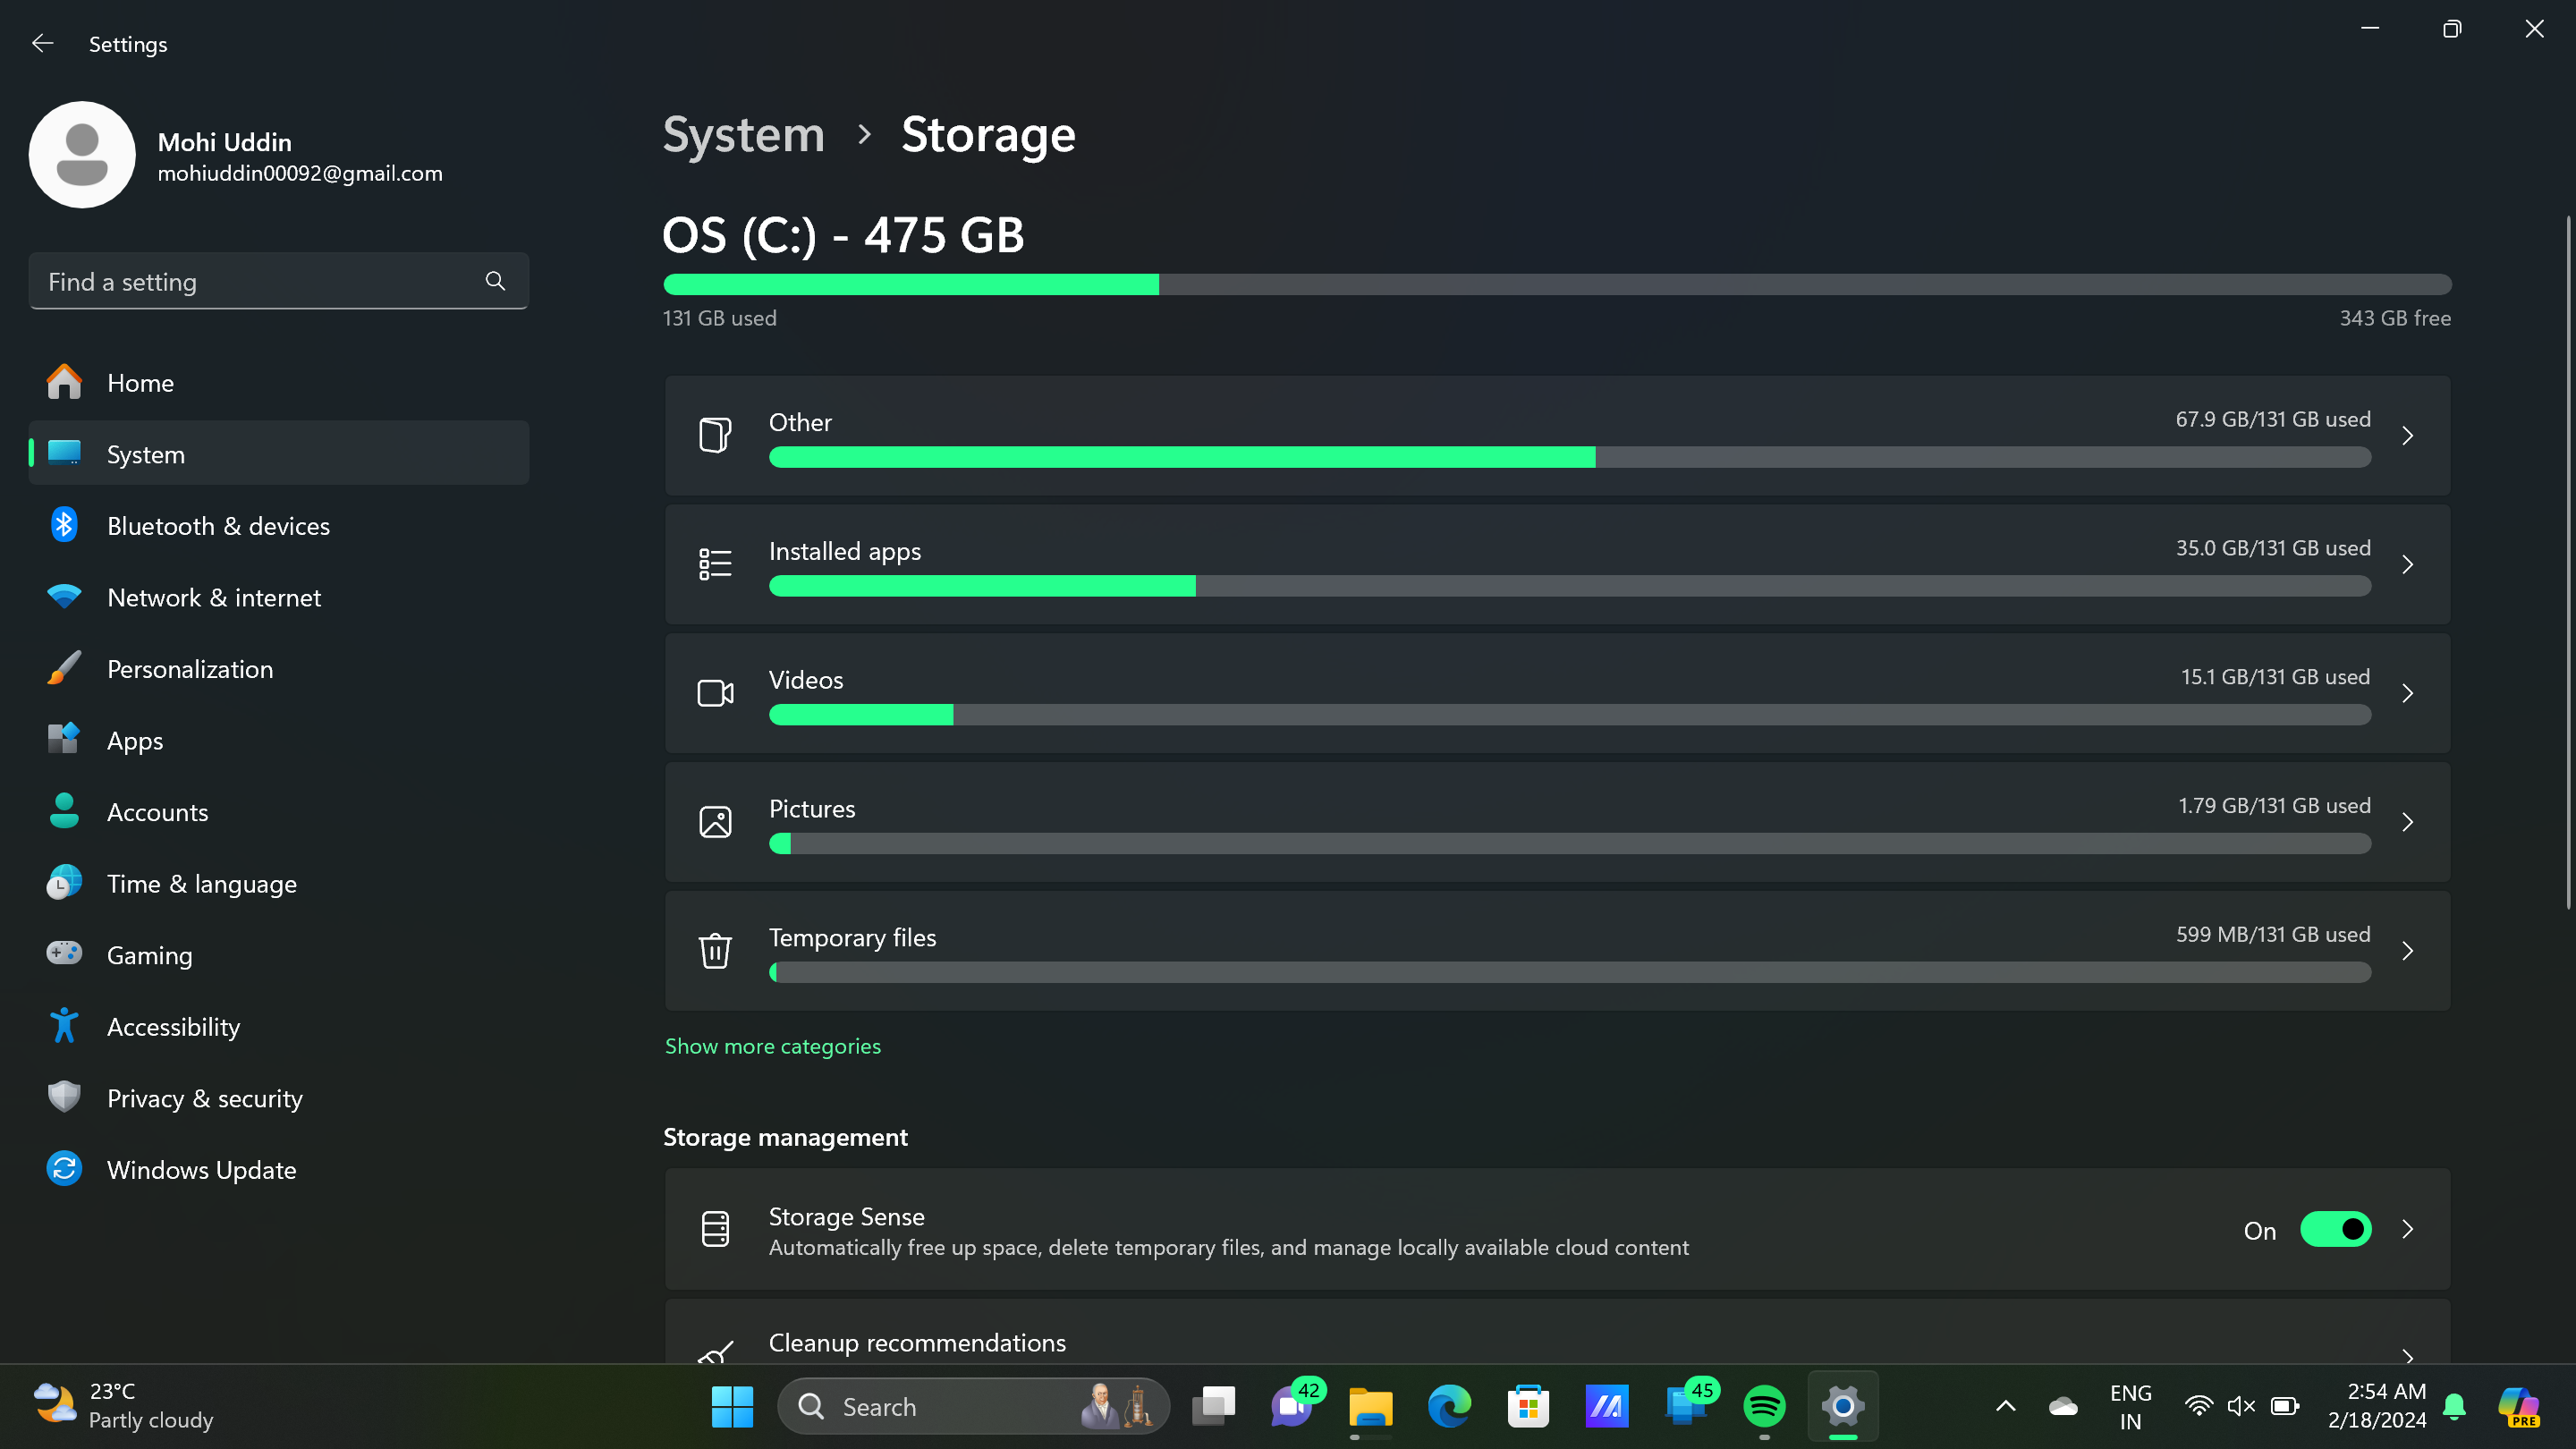 Settings
Mohi Uddin
mohiuddin00092@gmail.com
Find a setting
Home
System
Bluetooth & devices
Network & internet
Personalization
Apps
Accounts
Time & language
Gaming
Accessibility
Privacy & security
Windows Update
System > Storage
OS (C:) - 475 GB
131 GB used 343 GB free
Other 67.9 GB/131 GB used
Installed apps 35.0 GB/131 GB used
Videos 15.1 GB/131 GB used
Pictures 1.79 GB/131 GB used
Temporary files 599 MB/131 GB used
Show more categories
Storage management
Storage Sense
Automatically free up space, delete temporary files, and manage locally available cloud content
On
Cleanup recommendations
23°C
Partly cloudy
Search
42
45
ENG
IN
2:54 AM
2/18/2024
PRE